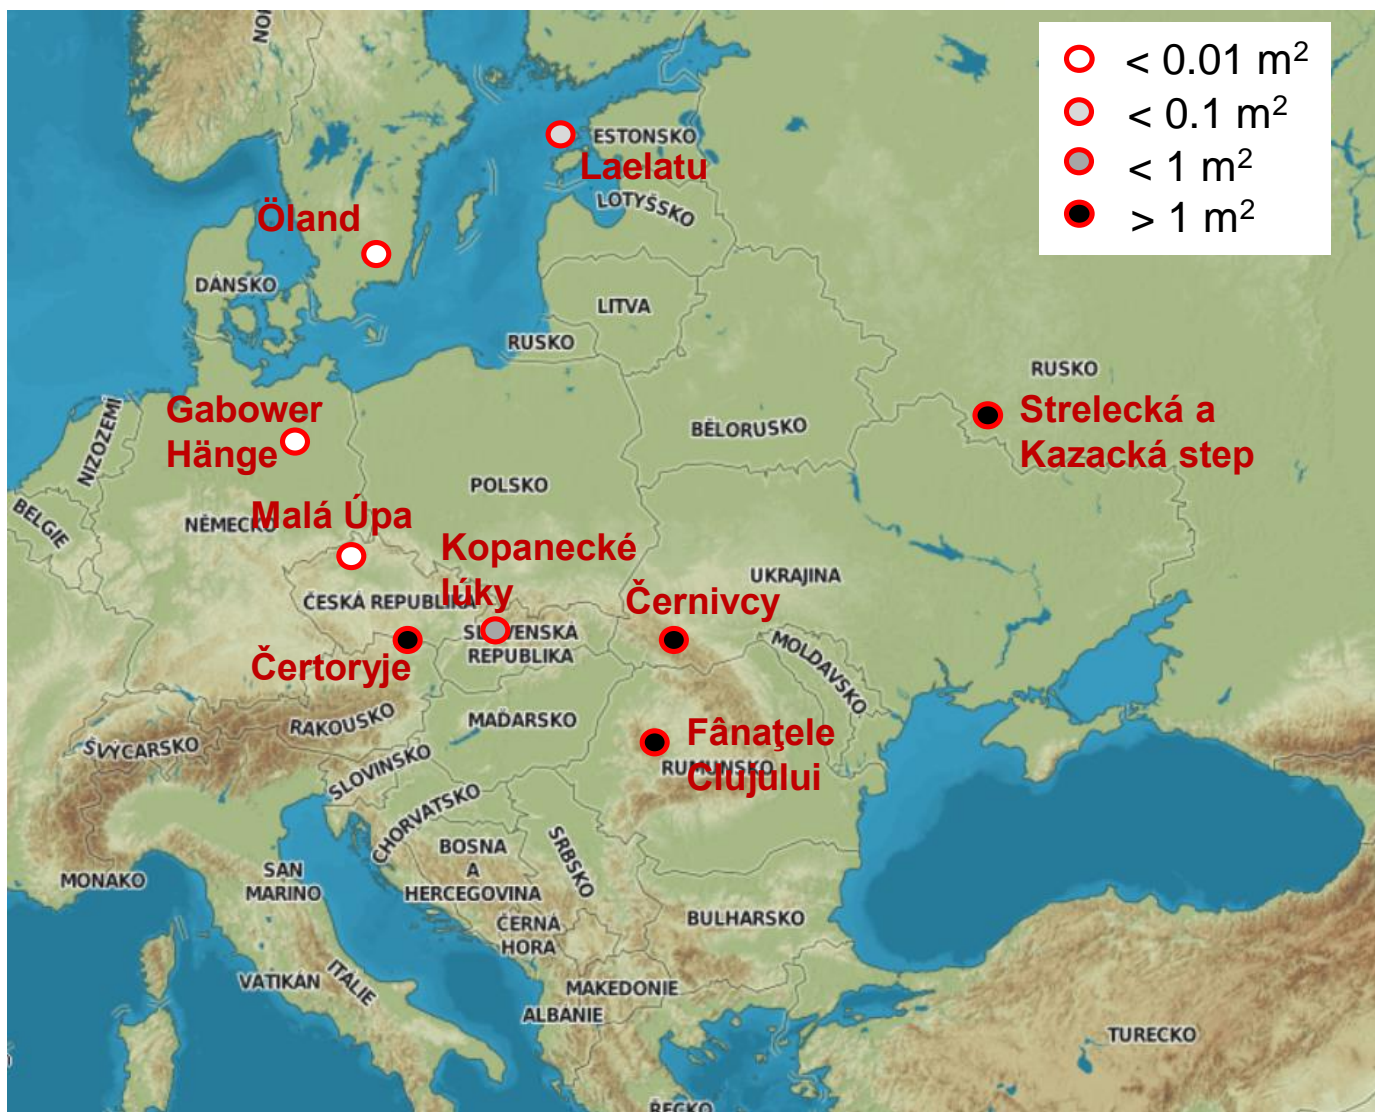 < 0.01 m²
< 0.1 m²
< 1 m²
> 1 m²
ESTONSKO
Laelatu
LOTYŠSKO
Öland
DÁNSKO
LITVA
RUSKO
RUSKO
Gabower
Hänge
Strelecká a
Kazacká step
NIZOZEMÍ
BĚLORUSKO
POLSKO
BELGIE
NĚMECKO
Malá Úpa
Kopanecké
lúky
UKRAJINA
ČESKÁ REPUBLIKA
Černivcy
SLOVENSKÁ
REPUBLIKA
Čertoryje
MOLDAVSKO
RAKOUSKO
MAĎARSKO
ŠVÝCARSKO
Fânaţele
Clujului
RUMUNSKO
SLOVINSKO
CHORVATSKO
BOSNA
A
HERCEGOVINA
SRBSKO
MONAKO
SAN
MARINO
ČERNÁ
HORA
BULHARSKO
VATIKÁN
ITÁLIE
MAKEDONIE
ALBÁNIE
TURECKO
ŘECKO